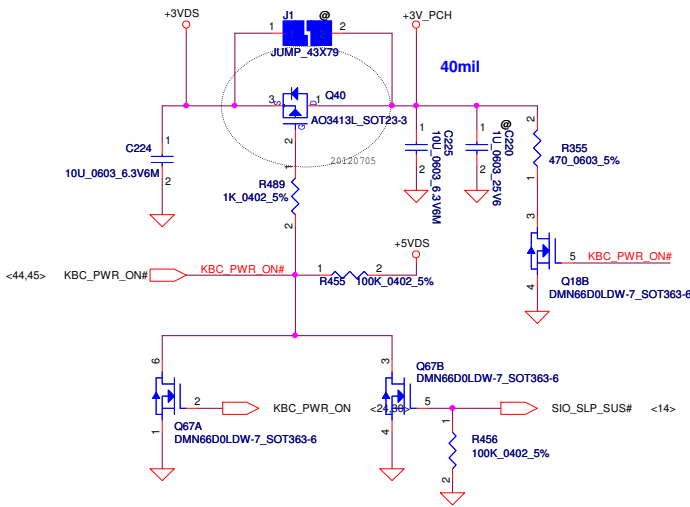 +3VDS
J1
@
+3V_PCH
1
2
JUMP_43X79
40mil
3
S
D
1
Q40
G
AO3413L_SOT23-3
2
C224
1
2
10U_0603_6.3V6M
1
C225
10U_0603_6.3V6M
2
1
@
C220
1U_0603_25V6
2
2
R355
470_0603_5%
1
20120705
1
R489
1K_0402_5%
2
3
5
KBC_PWR_ON#
4
Q18B
DMN66D0LDW-7_SOT363-6
+5VDS
<44,45>
KBC_PWR_ON#
KBC_PWR_ON#
1
2
R455
100K_0402_5%
6
2
KBC_PWR_ON
1
Q67A
DMN66D0LDW-7_SOT363-6
3
Q67B
DMN66D0LDW-7_SOT363-6
5
SIO_SLP_SUS#
<14>
4
1
R456
100K_0402_5%
2